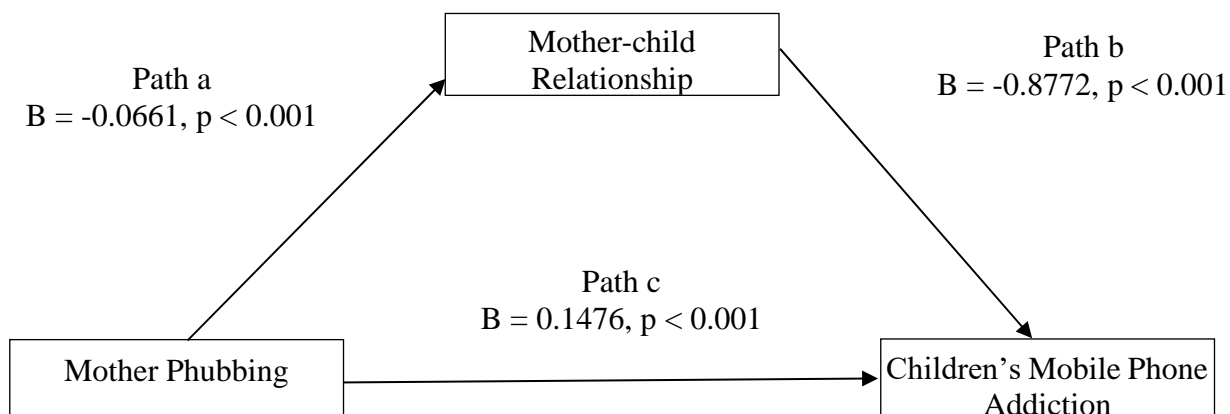 Mother-child
Relationship
Path a
B = -0.0661, p < 0.001
Path b
B = -0.8772, p < 0.001
Path c
B = 0.1476, p < 0.001
Mother Phubbing
Children’s Mobile Phone
Addiction